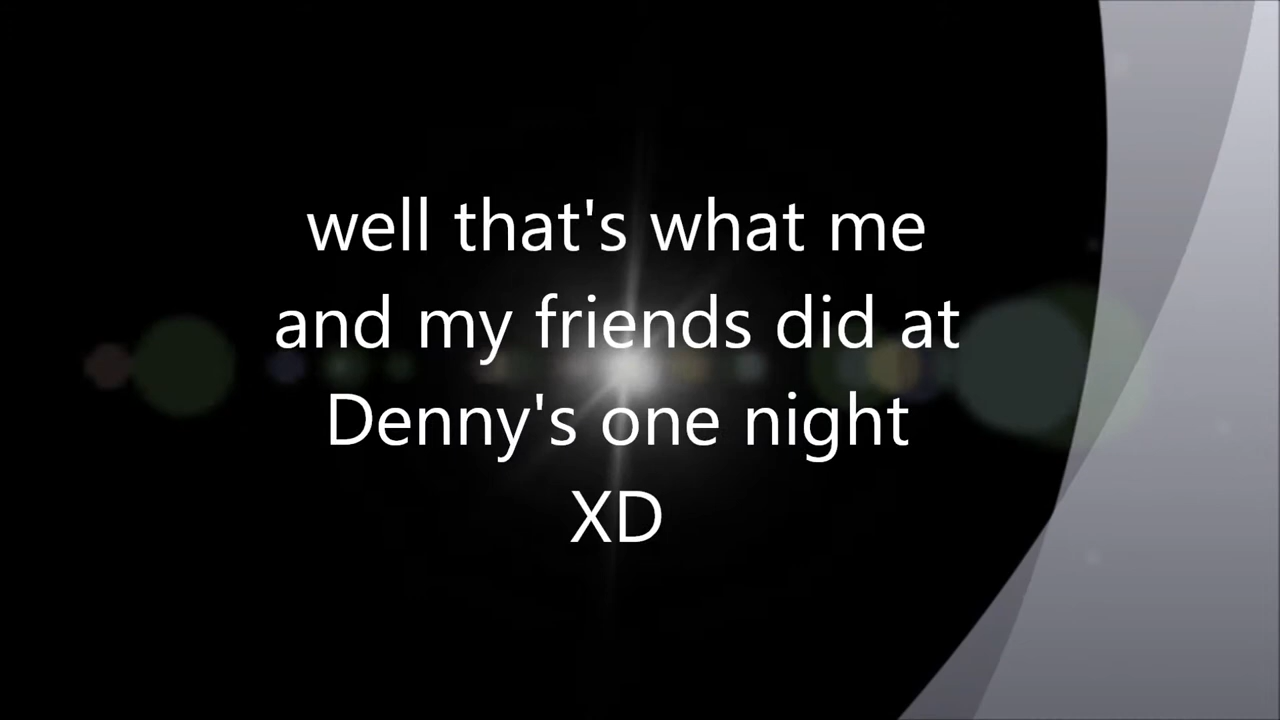 well that's what me
and my friends did at
Denny's one night
XD